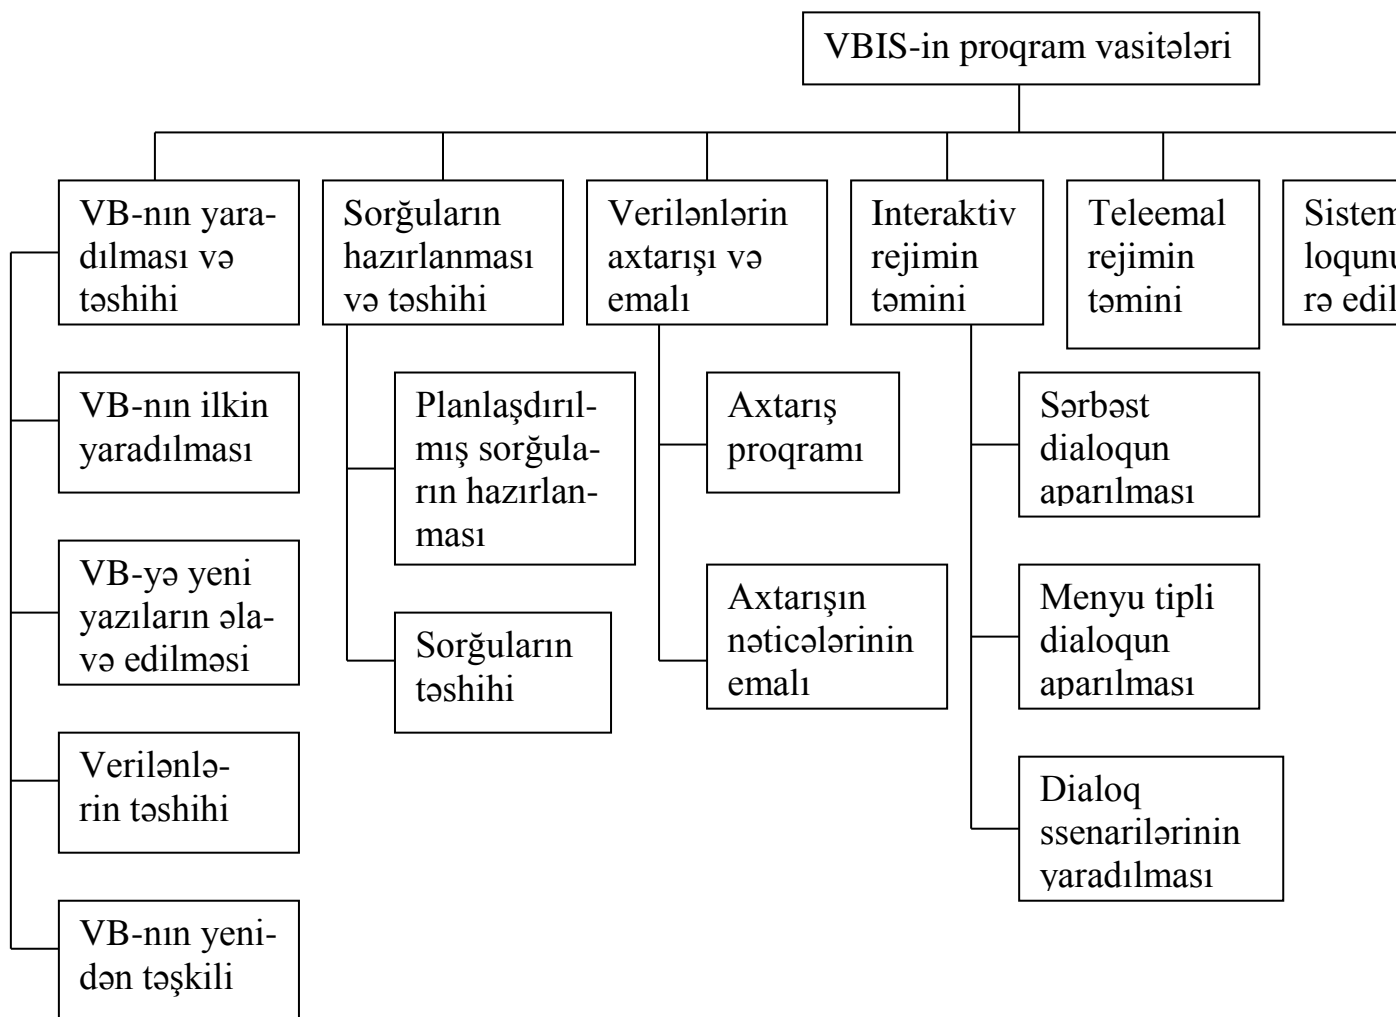 VBIS-in proqram vasitələri
VB-nın yara-
dılması və
təshihi
Sorğuların
hazırlanması
və təshihi
Verilənlərin
axtarışı və
emalı
Interaktiv
rejimin
təmini
Teleemal
rejimin
təmini
VB-nın ilkin
yaradılması
VB-yə yeni
yazıların əla-
və edilməsi
Verilənlə-
rin təshihi
VB-nın yeni-
dən təşkili
Planlaşdırıl-
mış sorğula-
rın hazırlan-
ması
Sorğuların
təshihi
Axtarış
proqramı
Axtarışın
nəticələrinin
emalı
Sərbəst
dialoqun
aparılması
Menyu tipli
dialoqun
aparılması
Dialoq
ssenarilərinin
yaradılması